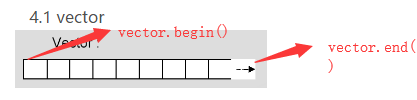 4.1 vector
Vector :
vector.begin()
vector.end(
)